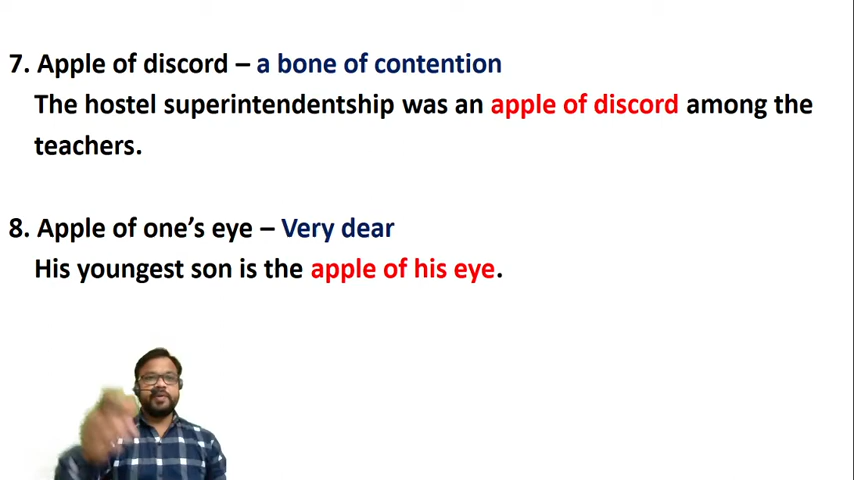 7. Apple of discord – a bone of contention
The hostel superintendentship was an apple of discord among the
teachers.
8. Apple of one’s eye – Very dear
His youngest son is the apple of his eye.